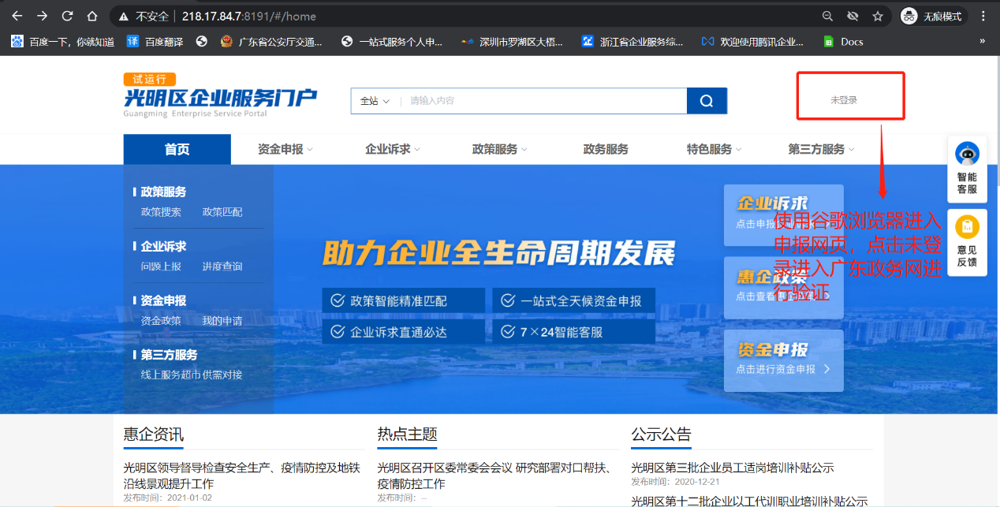 不安全 218.17.84.7:8191/#/home
无痕模式
百度一下，你就知道
百度翻译
广东省公安厅交通...
一站式服务个人申...
深圳市罗湖区大梧...
浙江省企业服务综...
欢迎使用腾讯企业...
Docs
»
试运行
光明区企业服务门户
Guangming Enterprise Service Portal
全站
请输入内容
未登录
首页
资金申报
企业诉求
政策服务
政务服务
特色服务
第三方服务
智能
客服
意见
反馈
政策服务
政策搜索 政策匹配
企业诉求
问题上报 进度查询
资金申报
资金政策 我的申请
第三方服务
线上服务超市 供需对接
助力企业全生命周期发展
政策智能精准匹配
一站式全天候资金申报
企业诉求直通必达
7×24智能客服
企业诉求
点击申报
惠企政策
点击查看惠企
资金申报
点击进行资金申报
使用谷歌浏览器进入
申报网页，点击未登
录进入广东政务网进
行验证
惠企资讯
光明区领导督导检查安全生产、疫情防控及地铁
沿线景观提升工作
发布时间：2021-01-02
热点主题
光明区召开区委常委会会议 研究部署对口帮扶、
疫情防控工作
发布时间：--
公示公告
光明区第三批企业员工适岗培训补贴公示
发布时间：2020-12-21
光明区第十二批企业以工代训职业培训补贴公示